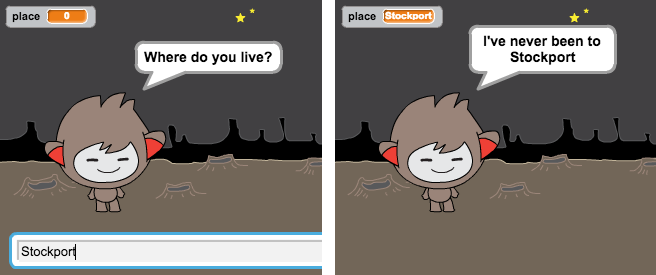 place 0
Where do you live?
Stockport
place Stockport
I've never been to
Stockport